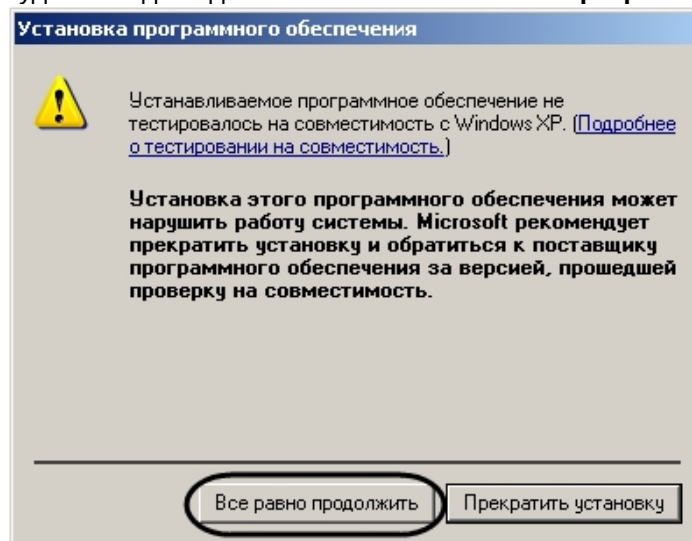 Установка программного обеспечения
Устанавливаемое программное обеспечение не
тестировалось на совместимость с Windows XP. (Подробнее
о тестировании на совместимость.)
Установка этого программного обеспечения может
нарушить работу системы. Microsoft рекомендует
прекратить установку и обратиться к поставщику
программного обеспечения за версией, прошедшей
проверку на совместимость.
Все равно продолжить Прекратить установку